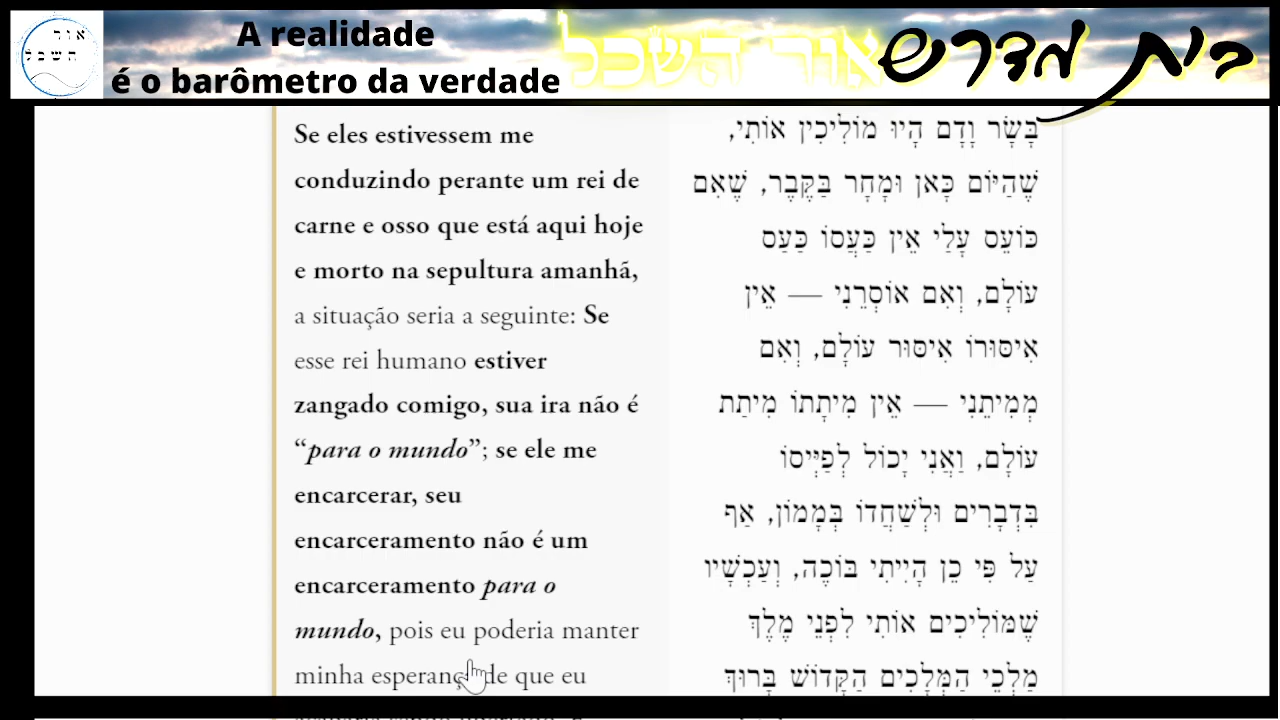 אור
השכל
A realidade
é o barômetro da verdade
אור השכל
בית מדרש
Se eles estivessem me
conduzindo perante um rei de
carne e osso que está aqui hoje
e morto na sepultura amanhã,
a situação seria a seguinte: Se
esse rei humano estiver
zangado comigo, sua ira não é
“para o mundo”; se ele me
encarcerar, seu
encarceramento não é um
encarceramento para o
mundo, pois eu poderia manter
minha esperança de que eu
בָּשָׂר וָדָם הָיוּ מוֹלִיכִין אוֹתִי,
שֶׁהַיּוֹם כָּאן וּמָחָר בַּקֶּבֶר, שֶׁאִם
כּוֹעֵס עָלַי אֵין כַּעֲסוֹ כַּעַס
עוֹלָם, וְאִם אוֹסְרֵנִי — אֵין
אִיסּוּרוֹ אִיסּוּר עוֹלָם, וְאִם
מְמִיתֵנִי — אֵין מִיתָתוֹ מִיתַת
עוֹלָם, וַאֲנִי יָכוֹל לְפַיְּיסוֹ
בִּדְבָרִים וּלְשַׁחֲדוֹ בְּמָמוֹן, אַף
עַל פִּי כֵן הָיִיתִי בּוֹכֶה, וְעַכְשָׁיו
שֶׁמּוֹלִיכִים אוֹתִי לִפְנֵי מֶלֶךְ
מַלְכֵי הַמְּלָכִים הַקָּדוֹשׁ בָּרוּךְ